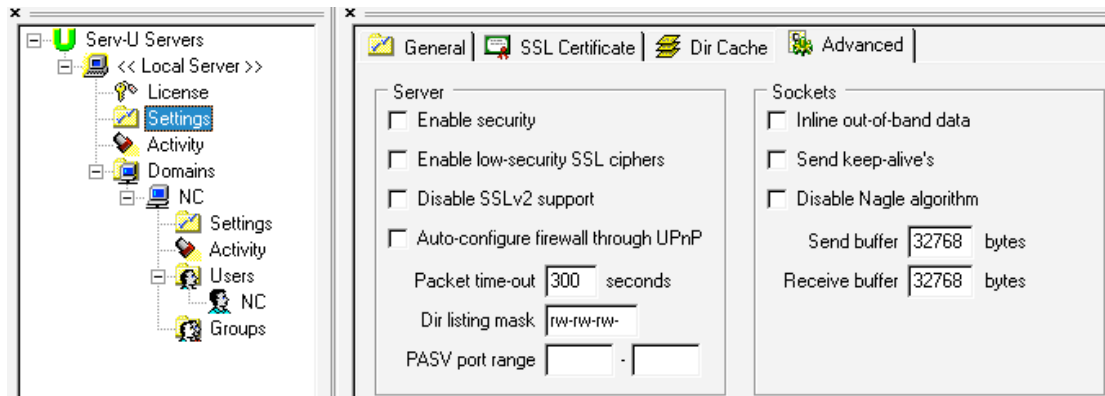 Serv-U Servers
<< Local Server >>
License
Settings
Activity
Domains
NC
Settings
Activity
Users
NC
Groups
General
SSL Certificate
Dir Cache
Advanced
Server
Enable security
Enable low-security SSL ciphers
Disable SSLv2 support
Auto-configure firewall through UPnP
Packet time-out 300 seconds
Dir listing mask rw-rw-rw-
PASV port range -
Sockets
Inline out-of-band data
Send keep-alive's
Disable Nagle algorithm
Send buffer 32768 bytes
Receive buffer 32768 bytes